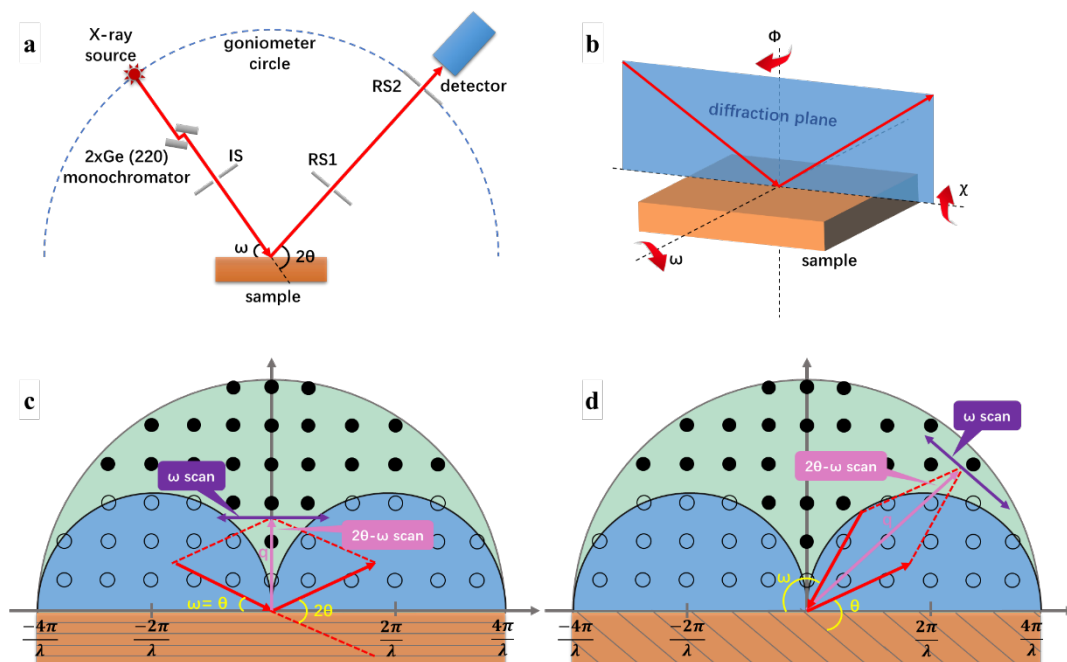 a
X-ray
source
goniometer
circle
RS2
detector
2xGe (220)
monochromator
IS
RS1
ω
2θ
sample
b
Φ
diffraction plane
χ
ω
sample
c
ω scan
2θ-ω scan
q
ω= θ
2θ
−4π
λ
−2π
λ
2π
λ
4π
λ
d
ω scan
2θ-ω scan
q
ω
θ
−4π
λ
−2π
λ
2π
λ
4π
λ